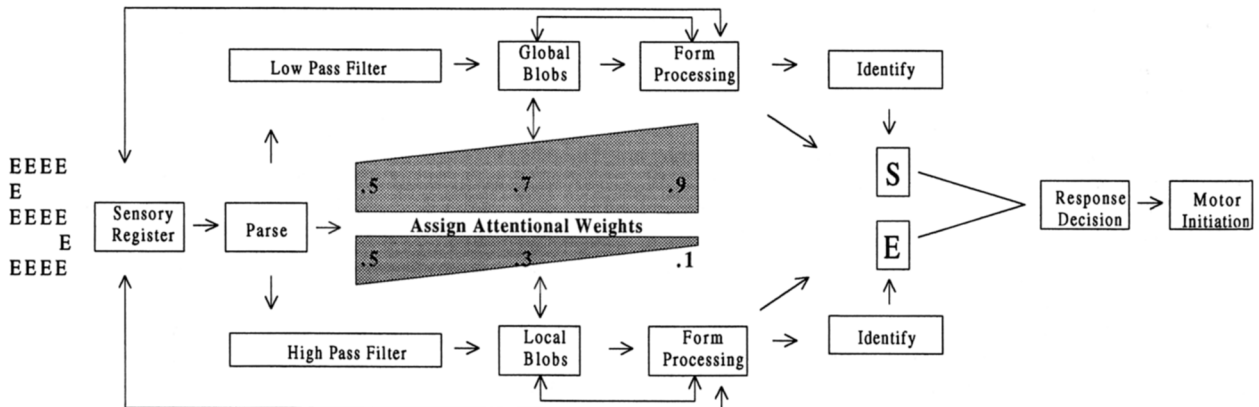 Low Pass Filter
Global
Blobs
Form
Processing
Identify
EEEE
E
EEEE
E
EEEE
Sensory
Register
Parse
.5
.7
.9
Assign Attentional Weights
.5
.3
.1
S
E
Response
Decision
Motor
Initiation
High Pass Filter
Local
Blobs
Form
Processing
Identify